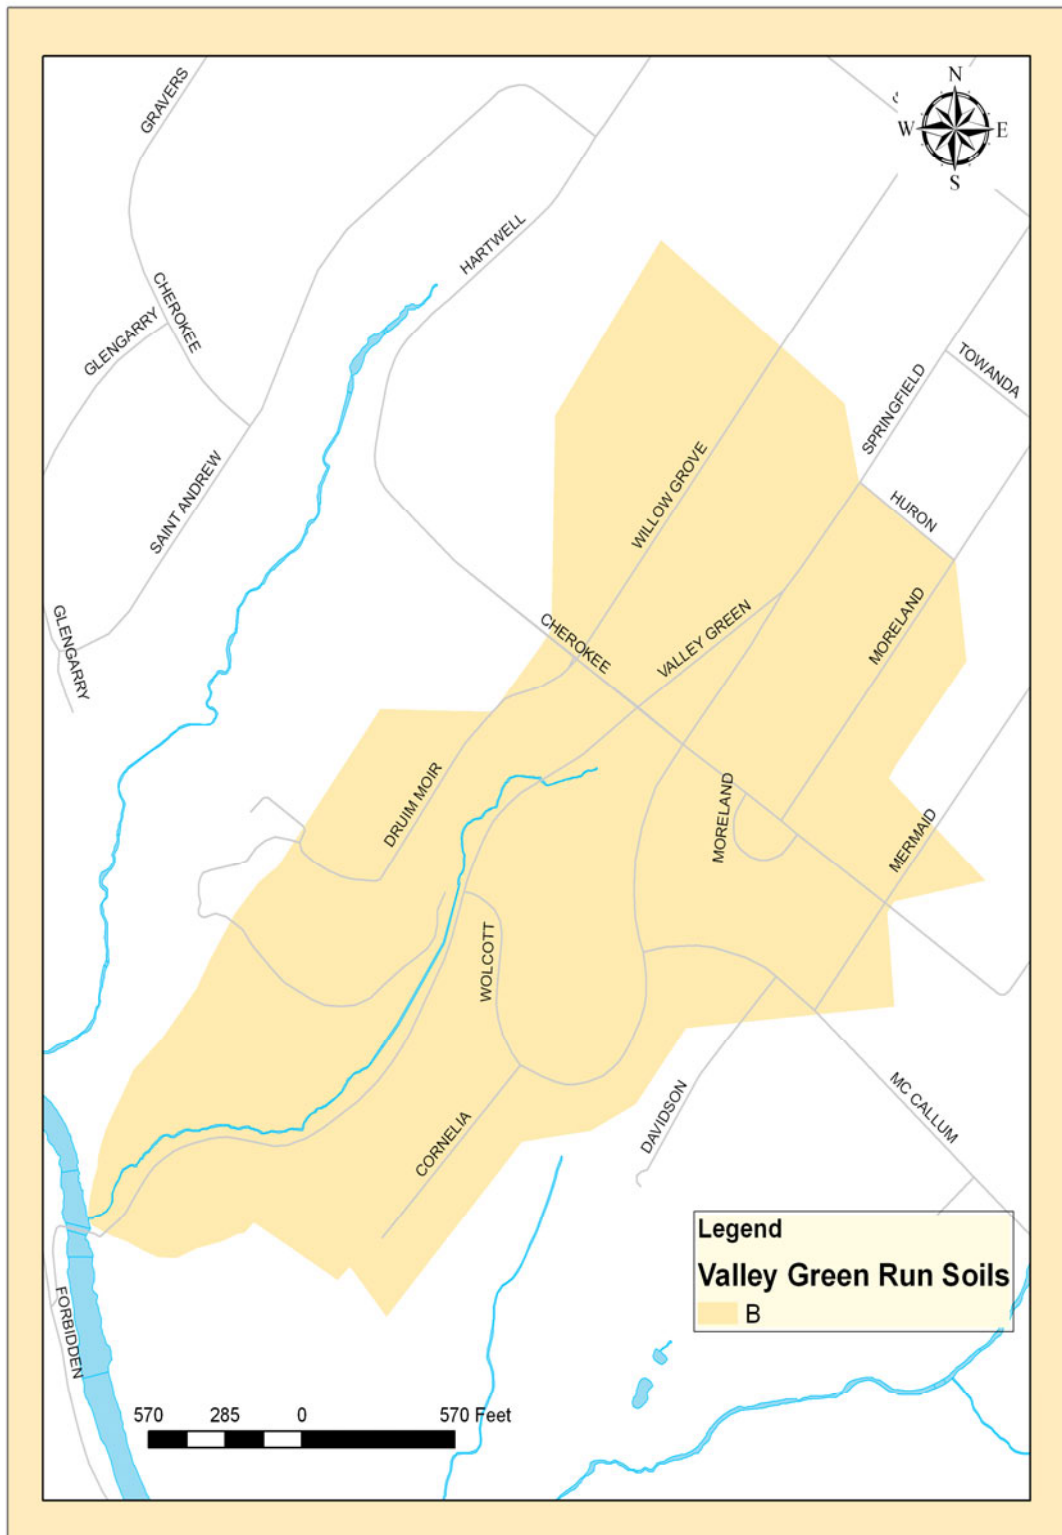 GRAVERS
N
W
E
S
HARTWELL
CHEROKEE
GLENGARRY
TOWANDA
SPRINGFIELD
WILLOW GROVE
SAINT ANDREW
HURON
GLENGARRY
CHEROKEE
VALLEY GREEN
MORELAND
DRUIM MOIR
MORELAND
MERMAID
WOLCOTT
DAVIDSON
MC CALLUM
CORNELIA
Legend
Valley Green Run Soils
B
FORBIDDEN
570 285 0 570 Feet